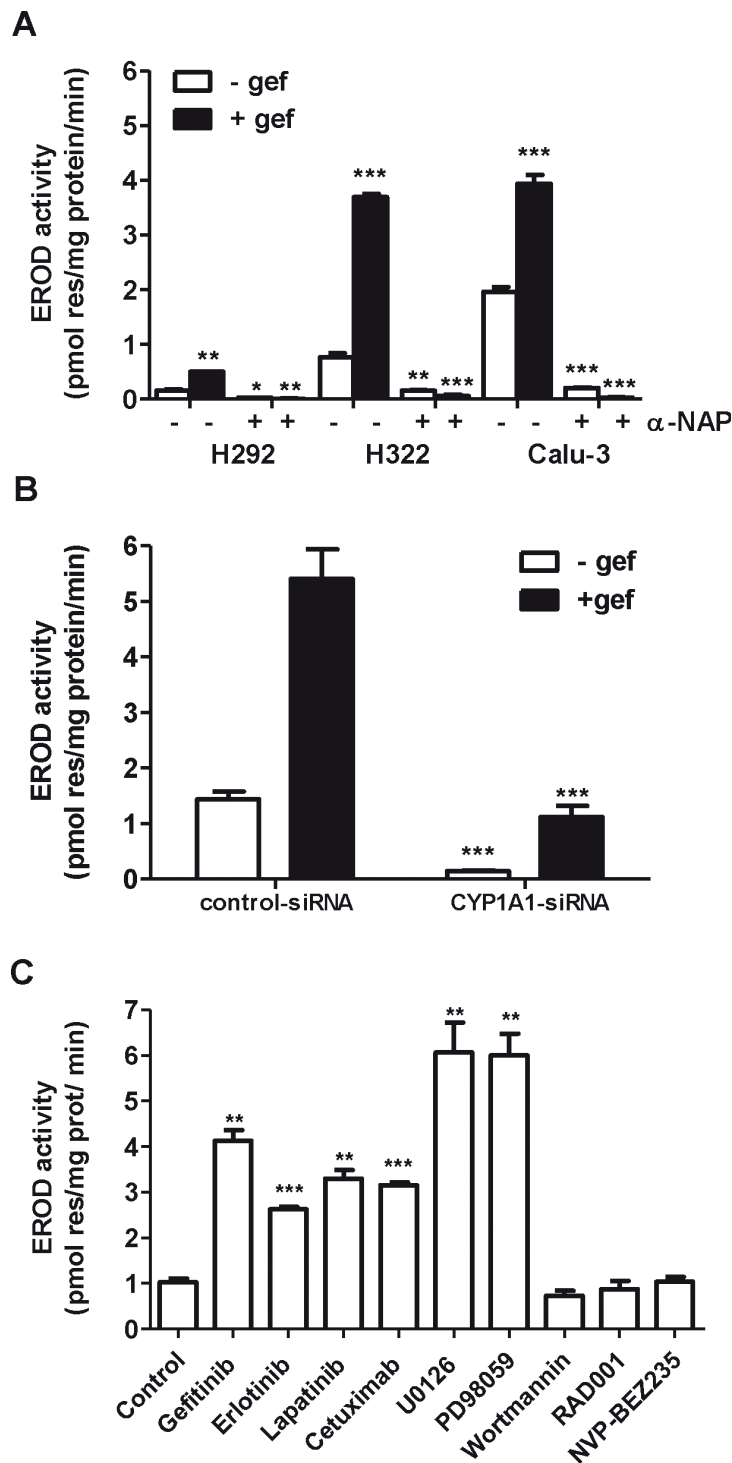 A
EROD activity
(pmol res/mg protein/min)
6
5
4
3
2
1
0
- gef
+ gef
** * ** *** ** *** *** *** ***
- - + + - - + + - - + + α-NAP
H292 H322 Calu-3
B
EROD activity
(pmol res/mg protein/min)
6
5
4
3
2
1
0
- gef
+gef
*** ***
control-siRNA CYP1A1-siRNA
C
EROD activity
(pmol res/mg prot/ min)
7
6
5
4
3
2
1
0
** *** ** *** ** **
Control
Gefitinib
Erlotinib
Lapatinib
Cetuximab
U0126
PD98059
Wortmannin
RAD001
NVP-BEZ235